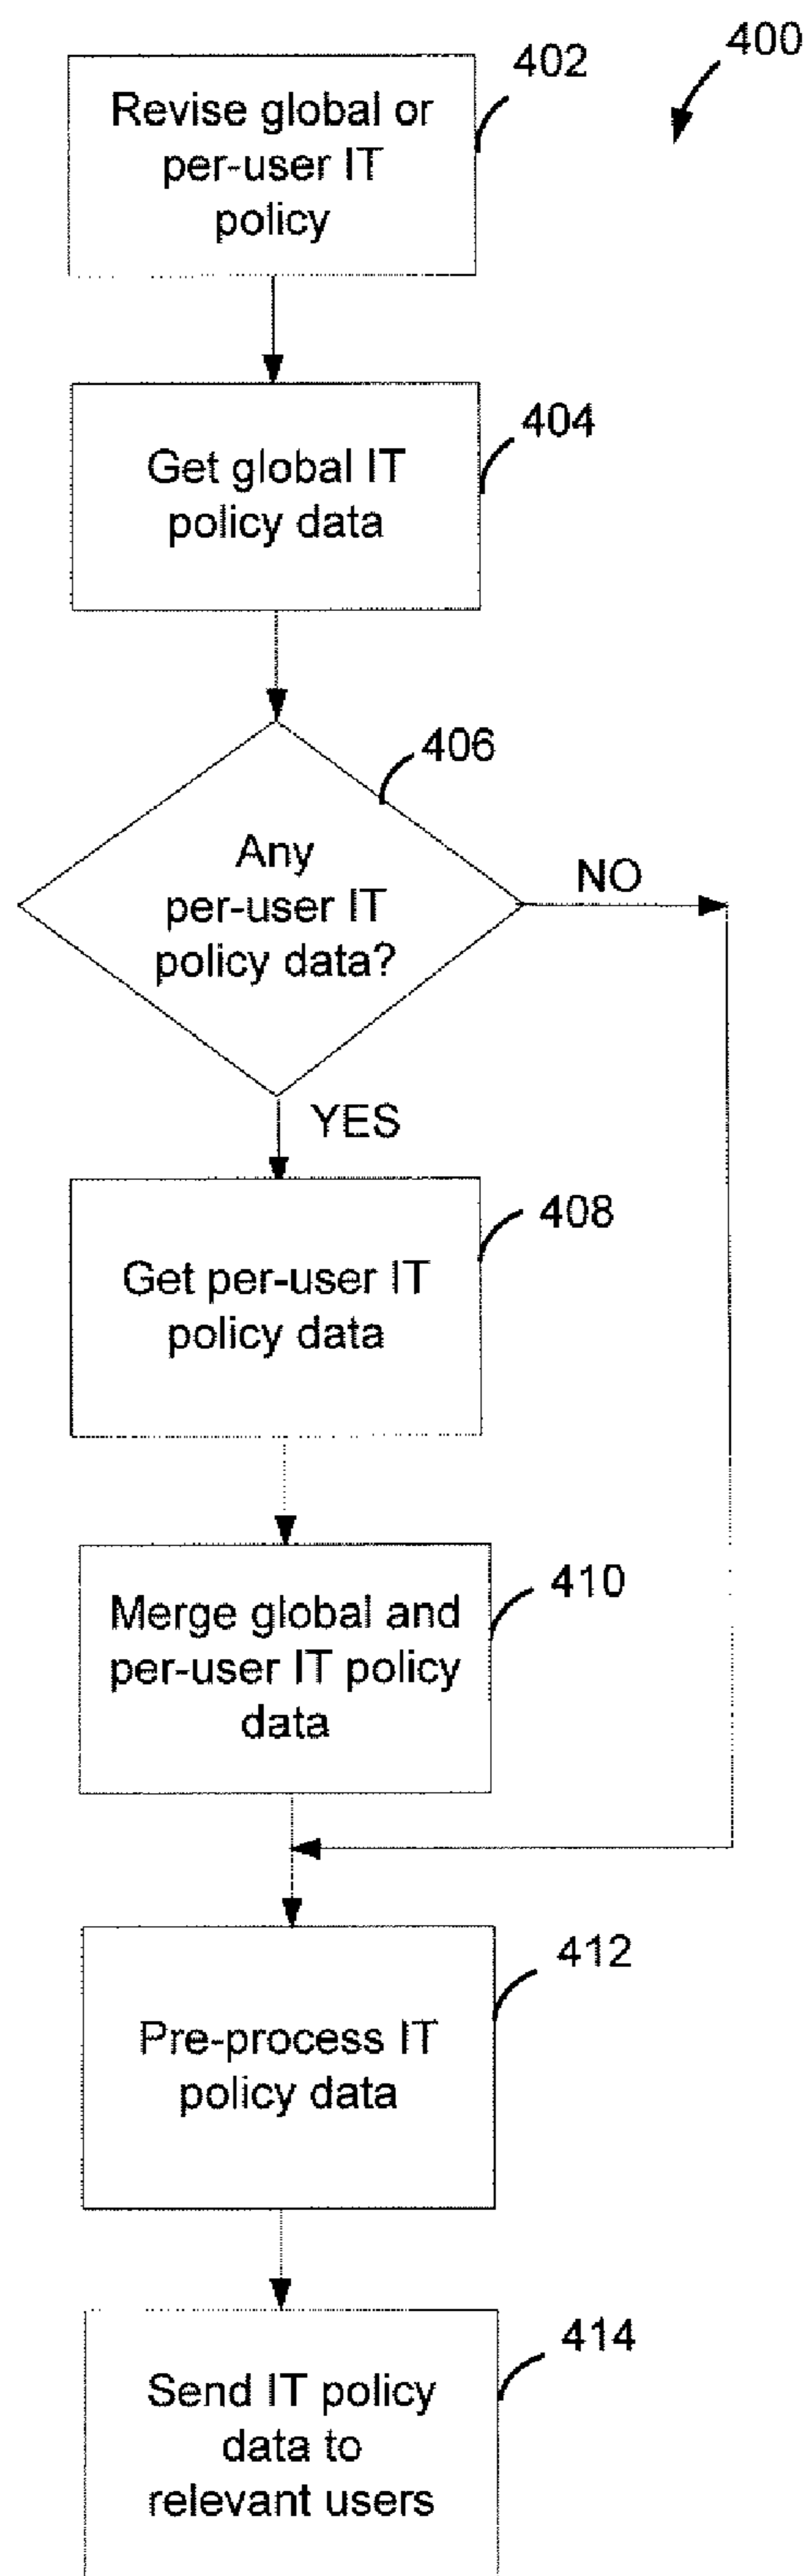 400
402
Revise global or
per-user IT
policy
404
Get global IT
policy data
406
Any
per-user IT
policy data?
NO
YES
408
Get per-user IT
policy data
410
Merge global and
per-user IT policy
data
412
Pre-process IT
policy data
414
Send IT policy
data to
relevant users